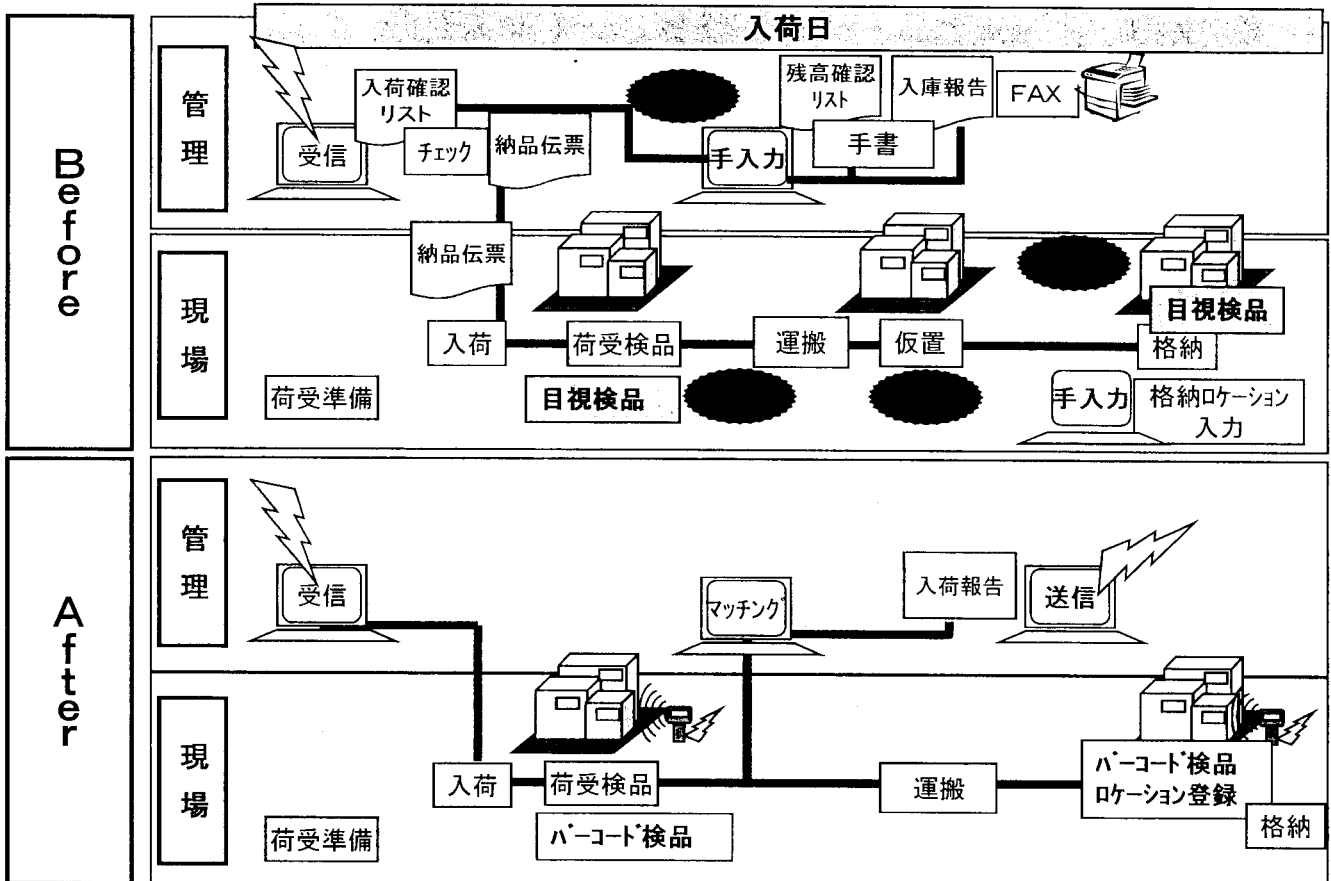 入荷日
Before
管理
受信
入荷確認
リスト
チェック
納品伝票
手入力
残高確認
リスト
手書
入庫報告
FAX
現場
納品伝票
入荷
荷受検品
運搬
仮置
目視検品
格納
荷受準備
目視検品
手入力
格納ロケーション
入力
After
管理
受信
マッチング
入荷報告
送信
現場
入荷
荷受検品
運搬
バーコード検品
ロケーション登録
格納
荷受準備
バーコード検品